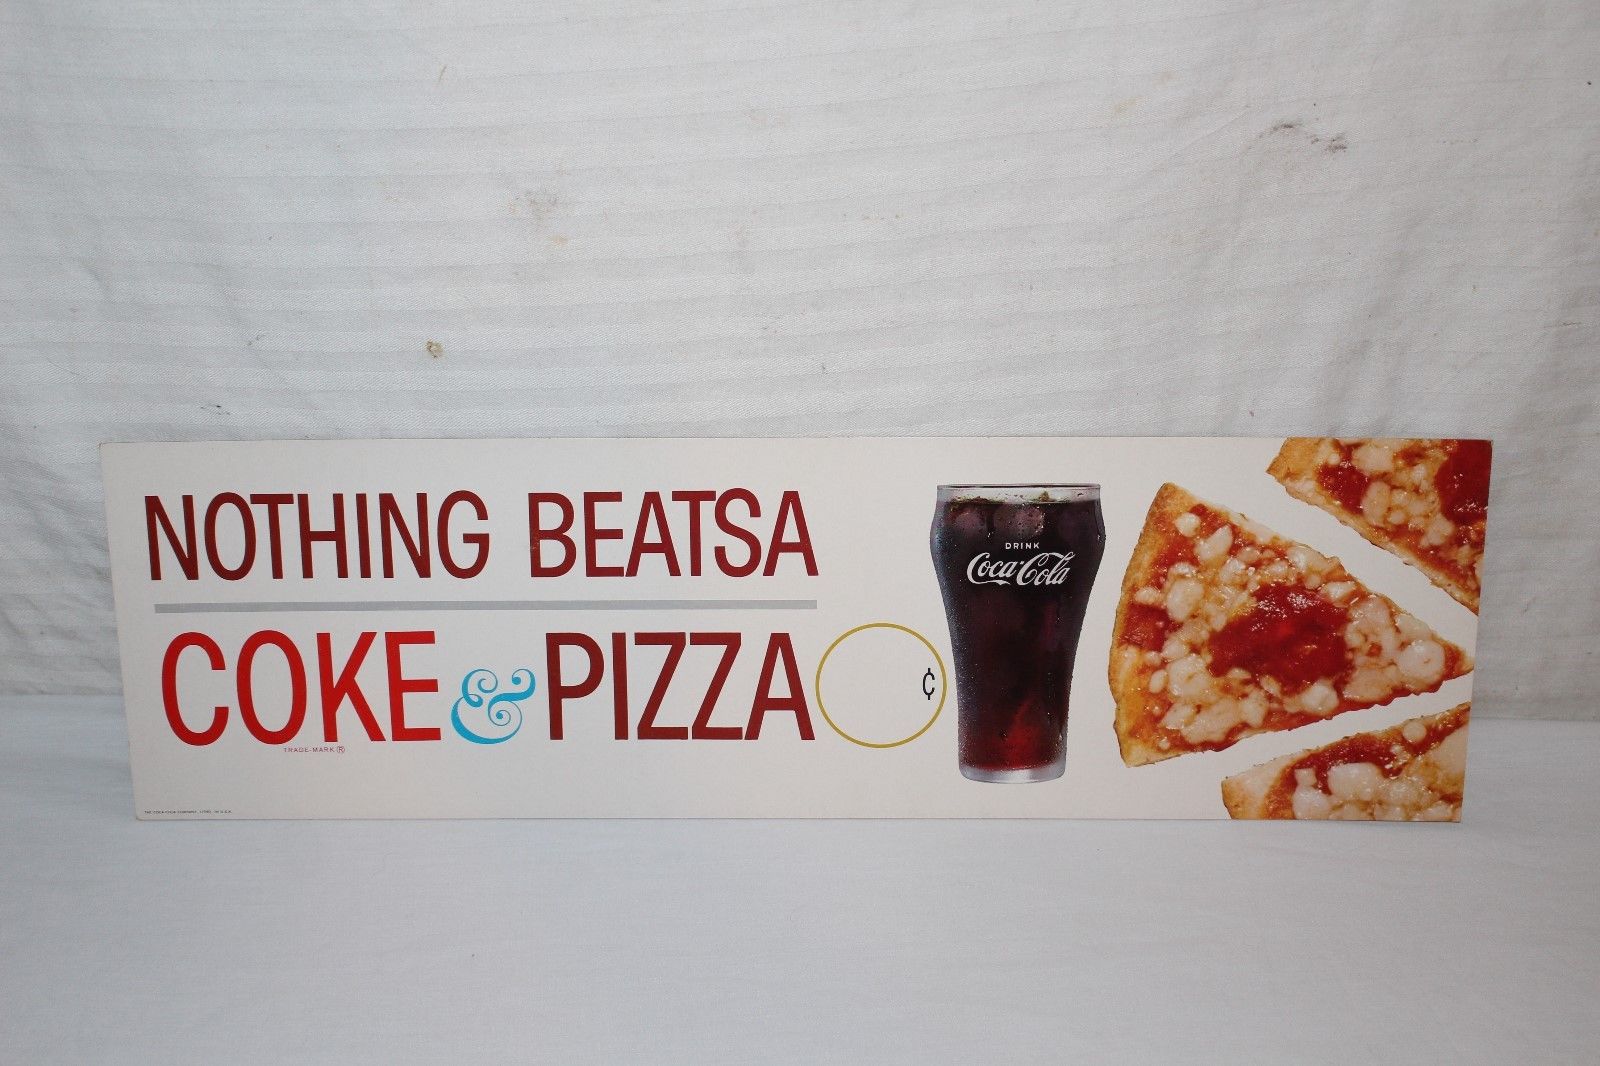 NOTHING BEATSA
COKE & PIZZA
¢
TRADE-MARK ®
DRINK
Coca-Cola